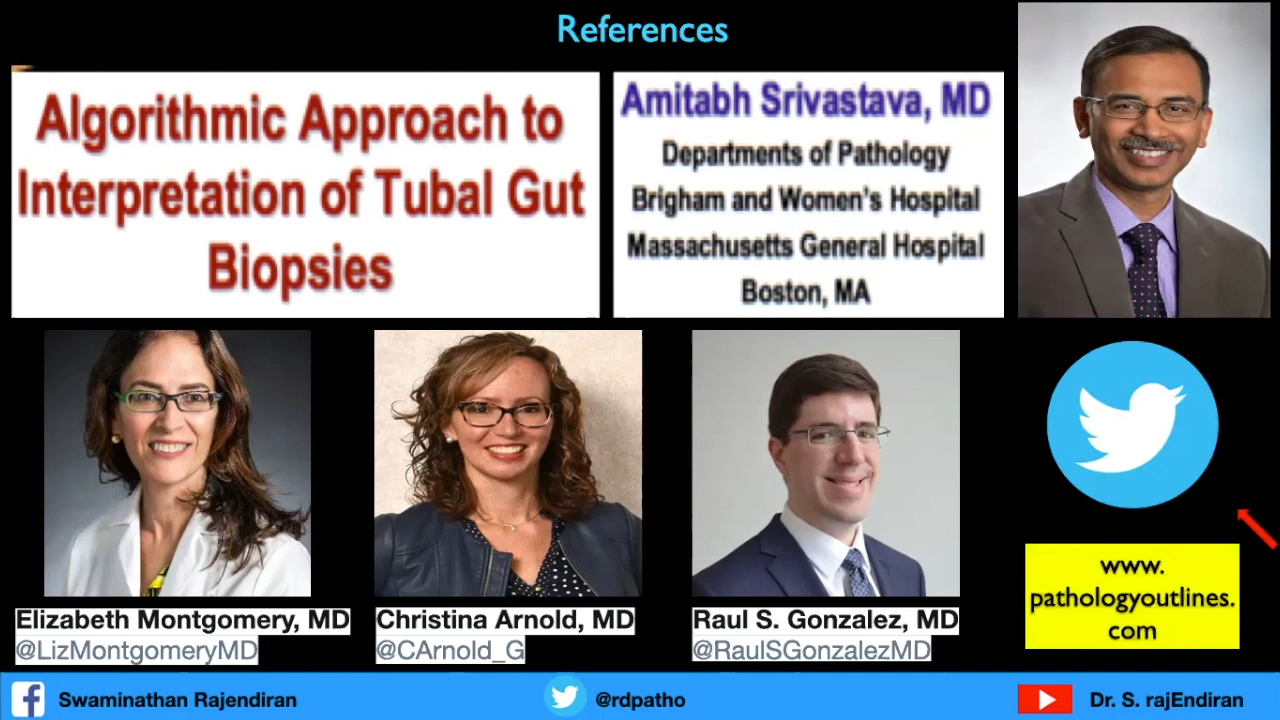 References
Algorithmic Approach to
Interpretation of Tubal Gut
Biopsies
Amitabh Srivastava, MD
Departments of Pathology
Brigham and Women's Hospital
Massachusetts General Hospital
Boston, MA
Elizabeth Montgomery, MD
@LizMontgomeryMD
Christina Arnold, MD
@CArnold_G
Raul S. Gonzalez, MD
@RaulSGonzalezMD
www.
pathologyoutlines.
com
Swaminathan Rajendiran
@rdpatho
Dr. S. rajEndiran